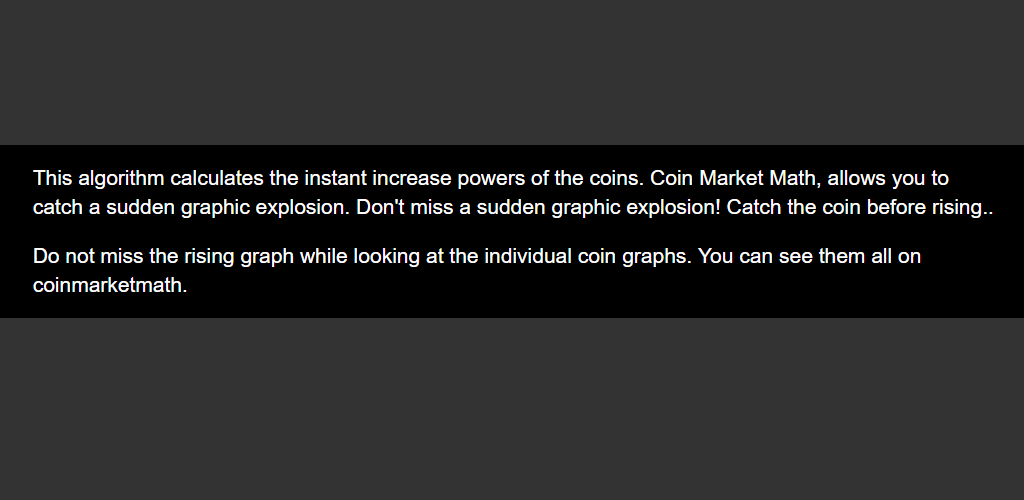 This algorithm calculates the instant increase powers of the coins. Coin Market Math, allows you to
catch a sudden graphic explosion. Don't miss a sudden graphic explosion! Catch the coin before rising..
Do not miss the rising graph while looking at the individual coin graphs. You can see them all on
coinmarketmath.